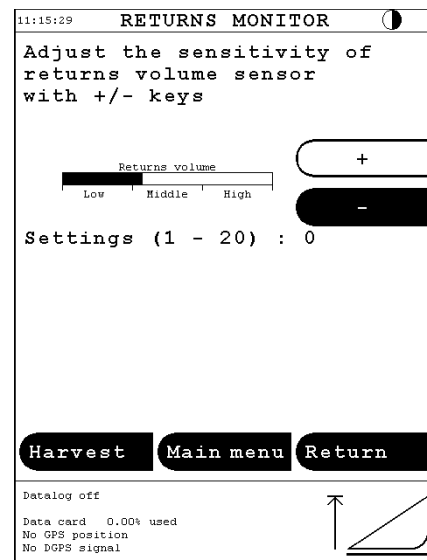 11:15:29 RETURNS MONITOR
Adjust the sensitivity of
returns volume sensor
with +/- keys
+
Returns volume
Low Middle High
-
Settings (1 - 20) : 0
Harvest Main menu Return
Datalog off
Data card 0.00% used
No GPS position
No DGPS signal